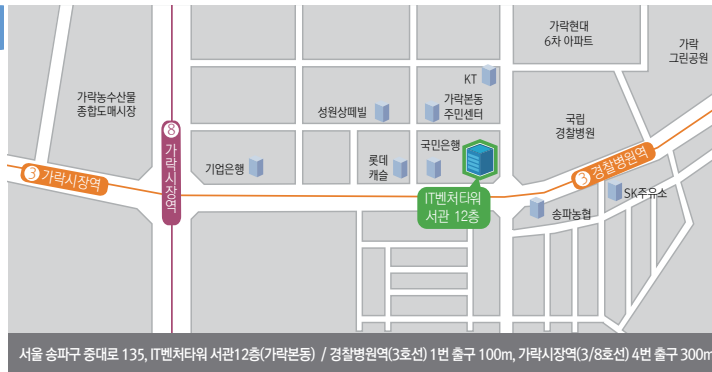 가락현대
6차 아파트
가락
그린공원
KT
가락농수산물
종합도매시장
성원상떼빌
가락본동
주민센터
국립
경찰병원
8 가락시장역
국민은행
기업은행
롯데
캐슬
3 경찰병원역
3 가락시장역
SK주유소
IT벤처타워
서관 12층
송파농협
서울 송파구 중대로 135, IT벤처타워 서관12층(가락본동) / 경찰병원역(3호선) 1번 출구 100m, 가락시장역(3/8호선) 4번 출구 300m